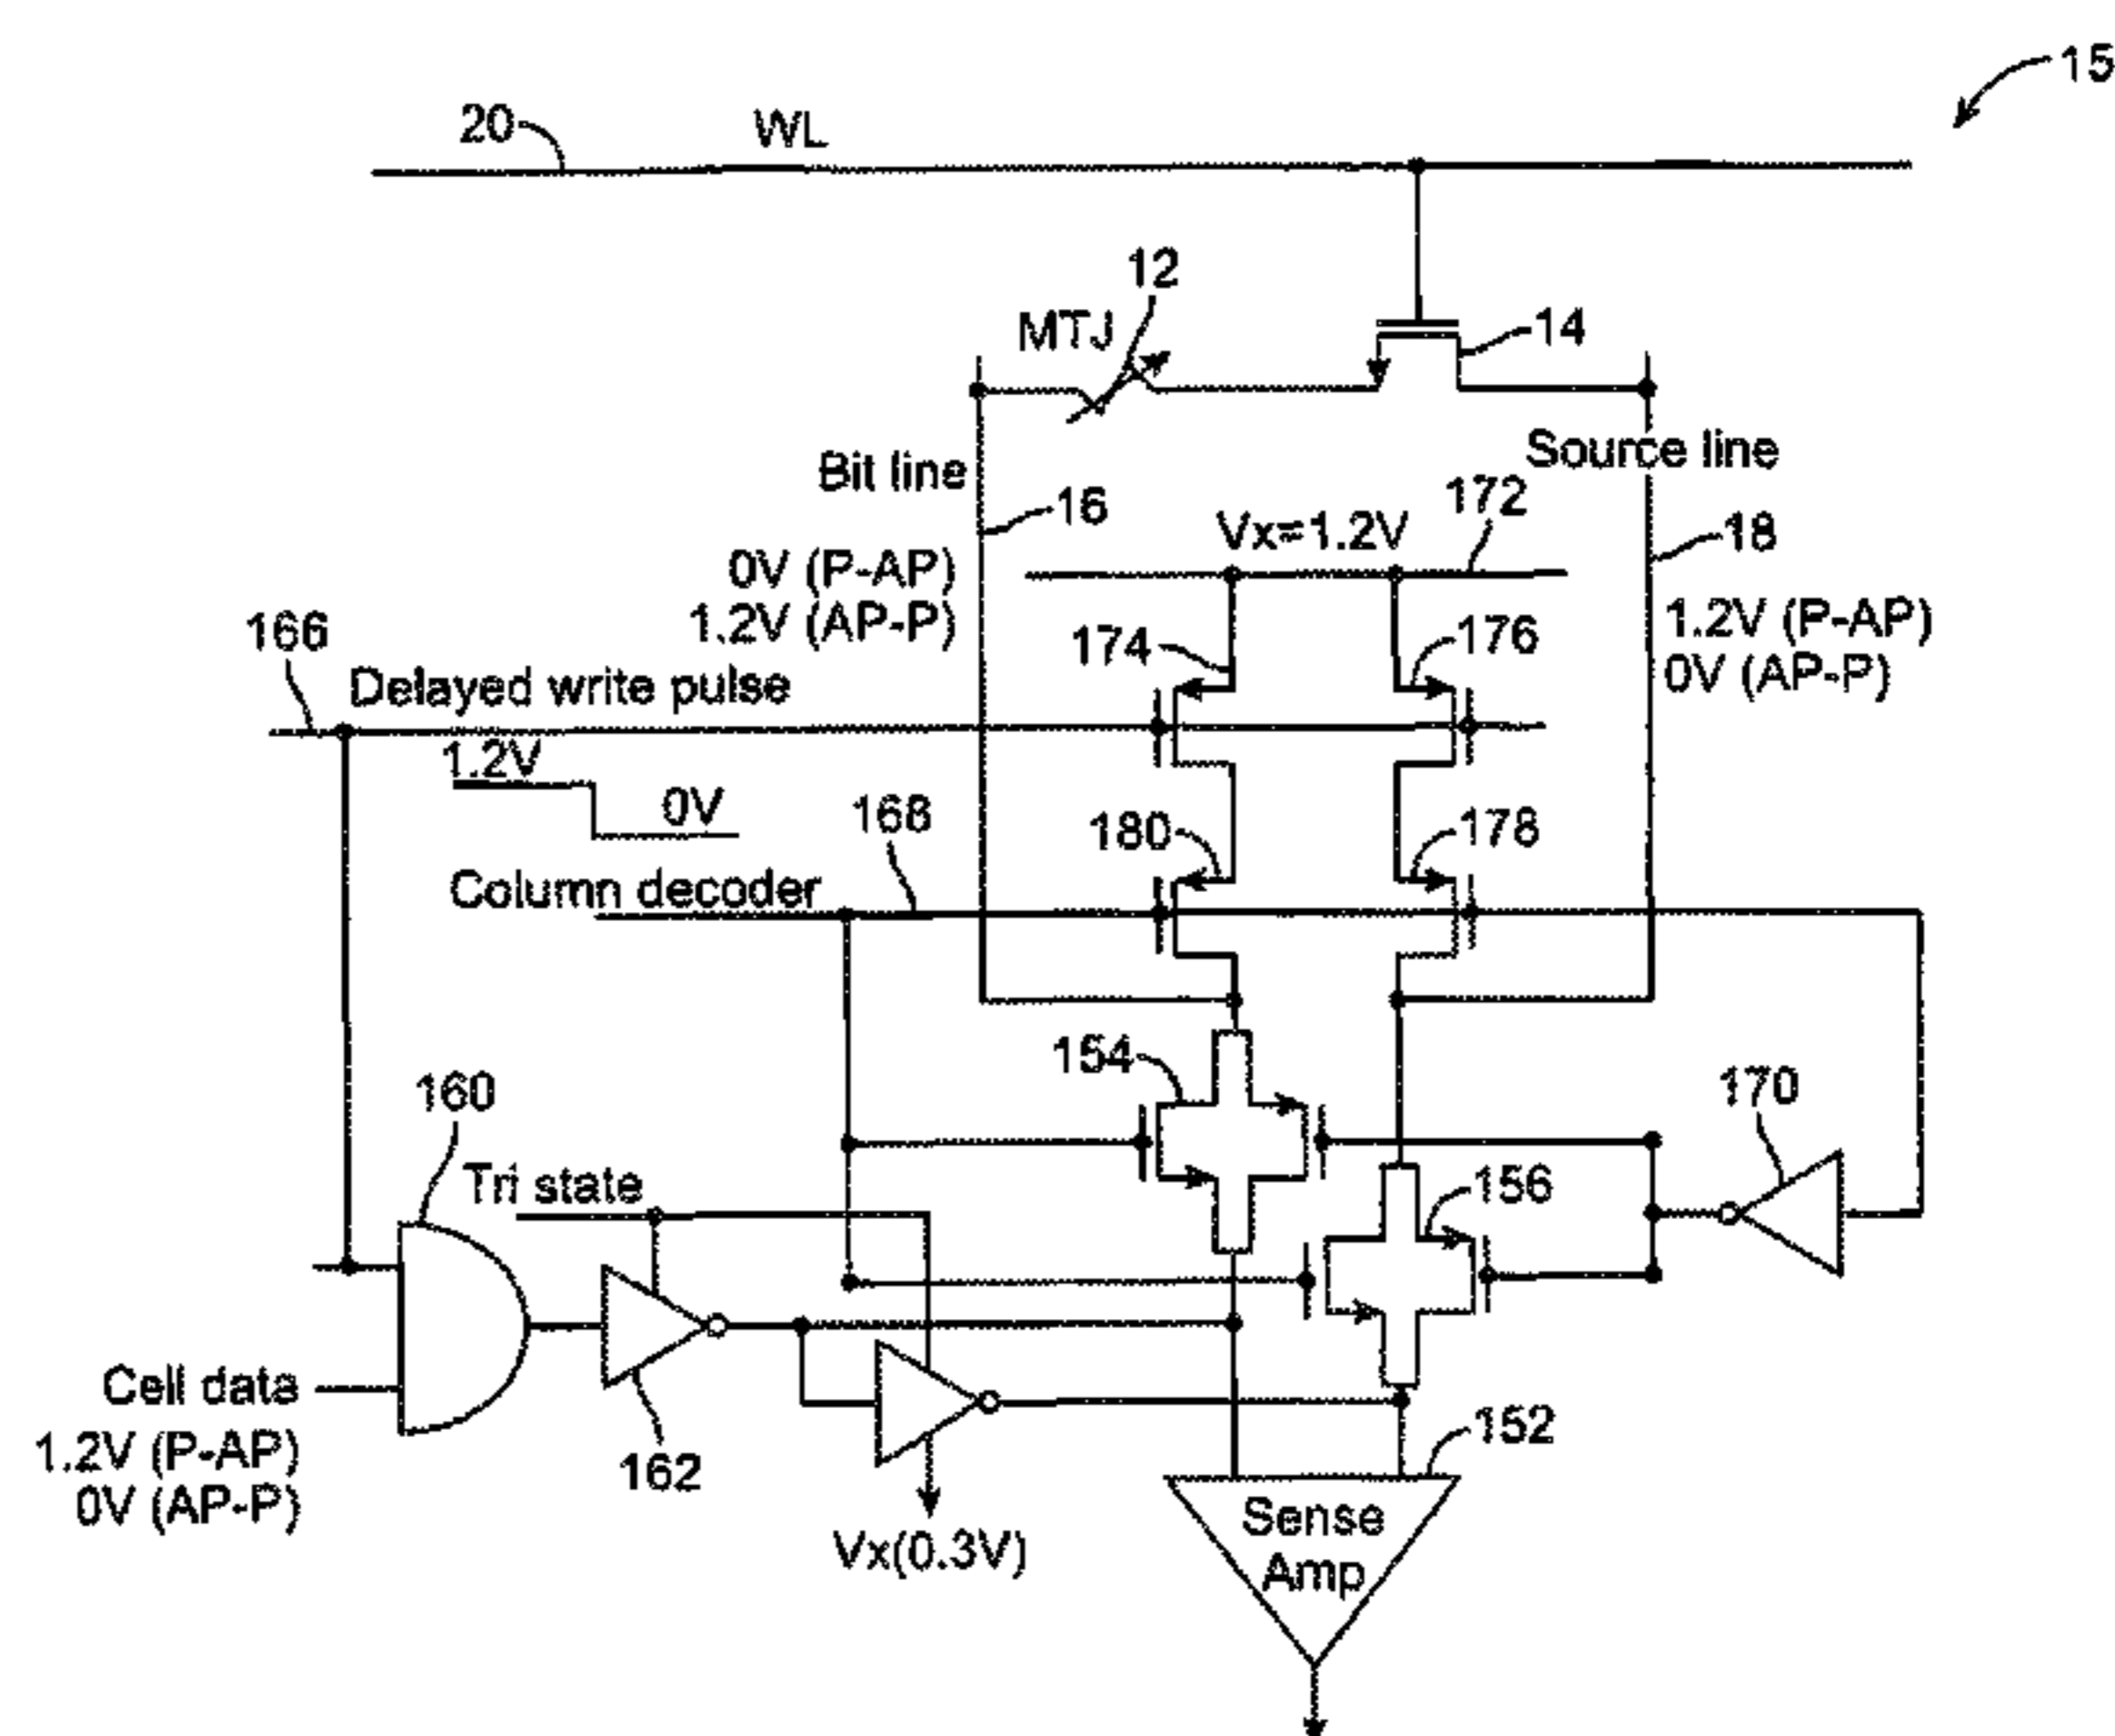 15
20
WL
12
MTJ
14
Bit line
Source line
16
172
Vx=1.2V
18
0V (P-AP)
1.2V (AP-P)
1.2V (P-AP)
0V (AP-P)
166
174
176
Delayed write pulse
1.2V
0V
168
180
178
Column decoder
154
160
170
Tri state
156
Cell data
1.2V (P-AP)
0V (AP-P)
162
152
Vx(0.3V)
Sense
Amp